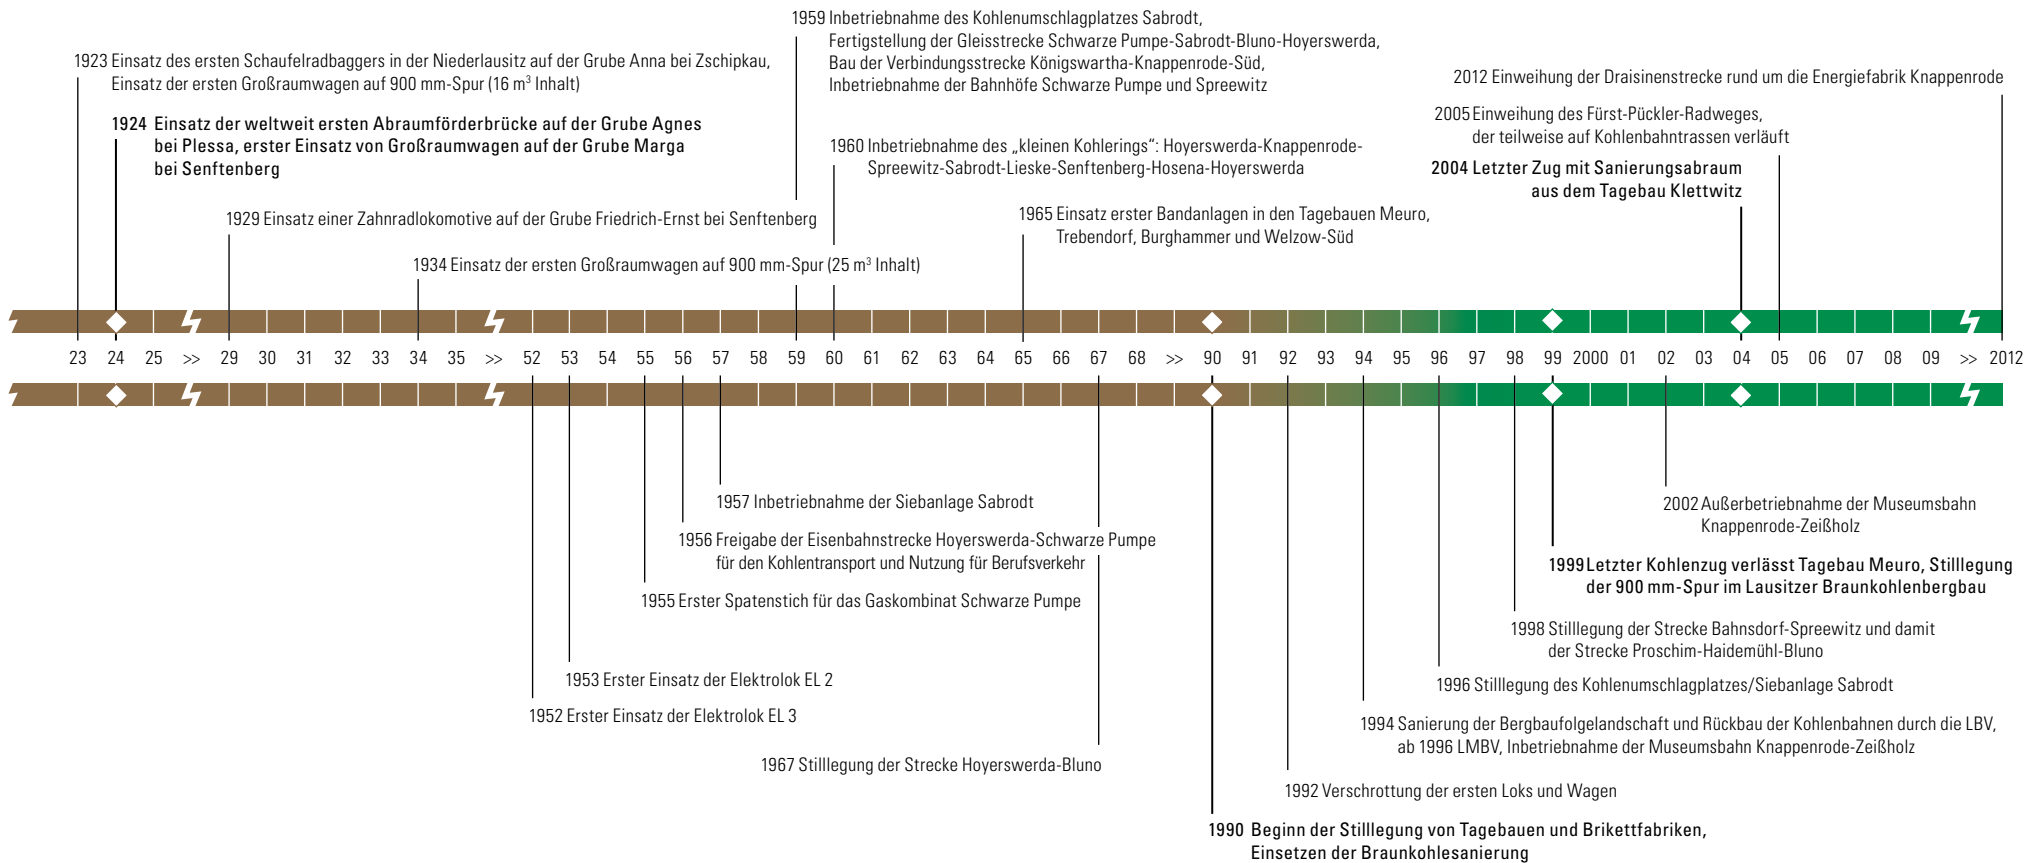 1959 Inbetriebnahme des Kohlenumschlagplatzes Sabrodt,
Fertigstellung der Gleisstrecke Schwarze Pumpe-Sabrodt-Bluno-Hoyerswerda,
Bau der Verbindungsstrecke Königswartha-Knappenrode-Süd,
Inbetriebnahme der Bahnhöfe Schwarze Pumpe und Spreewitz
1923 Einsatz des ersten Schaufelradbaggers in der Niederlausitz auf der Grube Anna bei Zschipkau,
Einsatz der ersten Großraumwagen auf 900 mm-Spur (16 m³ Inhalt)
2012 Einweihung der Draisinenstrecke rund um die Energiefabrik Knappenrode
2005 Einweihung des Fürst-Pückler-Radweges,
der teilweise auf Kohlenbahntrassen verläuft
1924 Einsatz der weltweit ersten Abraumförderbrücke auf der Grube Agnes
bei Plessa, erster Einsatz von Großraumwagen auf der Grube Marga
bei Senftenberg
1960 Inbetriebnahme des „kleinen Kohlerings“: Hoyerswerda-Knappenrode-
Spreewitz-Sabrodt-Lieske-Senftenberg-Hosena-Hoyerswerda
2004 Letzter Zug mit Sanierungsabraum
aus dem Tagebau Klettwitz
1929 Einsatz einer Zahnradlokomotive auf der Grube Friedrich-Ernst bei Senftenberg
1965 Einsatz erster Bandanlagen in den Tagebauen Meuro,
Trebendorf, Burghammer und Welzow-Süd
1934 Einsatz der ersten Großraumwagen auf 900 mm-Spur (25 m³ Inhalt)
23 24 25 >> 29 30 31 32 33 34 35 >> 52 53 54 55 56 57 58 59 60 61 62 63 64 65 66 67 68 >> 90 91 92 93 94 95 96 97 98 99 2000 01 02 03 04 05 06 07 08 09 >> 2012
1957 Inbetriebnahme der Siebanlage Sabrodt
2002 Außerbetriebnahme der Museumsbahn
Knappenrode-Zeißholz
1956 Freigabe der Eisenbahnstrecke Hoyerswerda-Schwarze Pumpe
für den Kohlentransport und Nutzung für Berufsverkehr
1999 Letzter Kohlenzug verlässt Tagebau Meuro, Stilllegung
der 900 mm-Spur im Lausitzer Braunkohlenbergbau
1955 Erster Spatenstich für das Gaskombinat Schwarze Pumpe
1998 Stilllegung der Strecke Bahnsdorf-Spreewitz und damit
der Strecke Proschim-Haidemühl-Bluno
1953 Erster Einsatz der Elektrolok EL 2
1996 Stilllegung des Kohlenumschlagplatzes/Siebanlage Sabrodt
1952 Erster Einsatz der Elektrolok EL 3
1994 Sanierung der Bergbaufolgelandschaft und Rückbau der Kohlenbahnen durch die LBV,
ab 1996 LMBV, Inbetriebnahme der Museumsbahn Knappenrode-Zeißholz
1967 Stilllegung der Strecke Hoyerswerda-Bluno
1992 Verschrottung der ersten Loks und Wagen
1990 Beginn der Stilllegung von Tagebauen und Brikettfabriken,
Einsetzen der Braunkohlesanierung